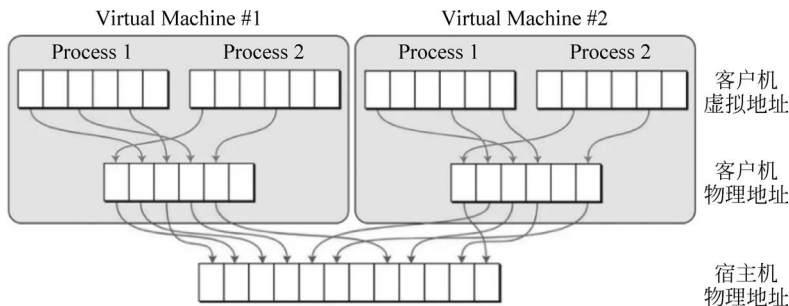 Virtual Machine #1
Virtual Machine #2
Process 1
Process 2
Process 1
Process 2
客户机
虚拟地址
客户机
物理地址
宿主机
物理地址